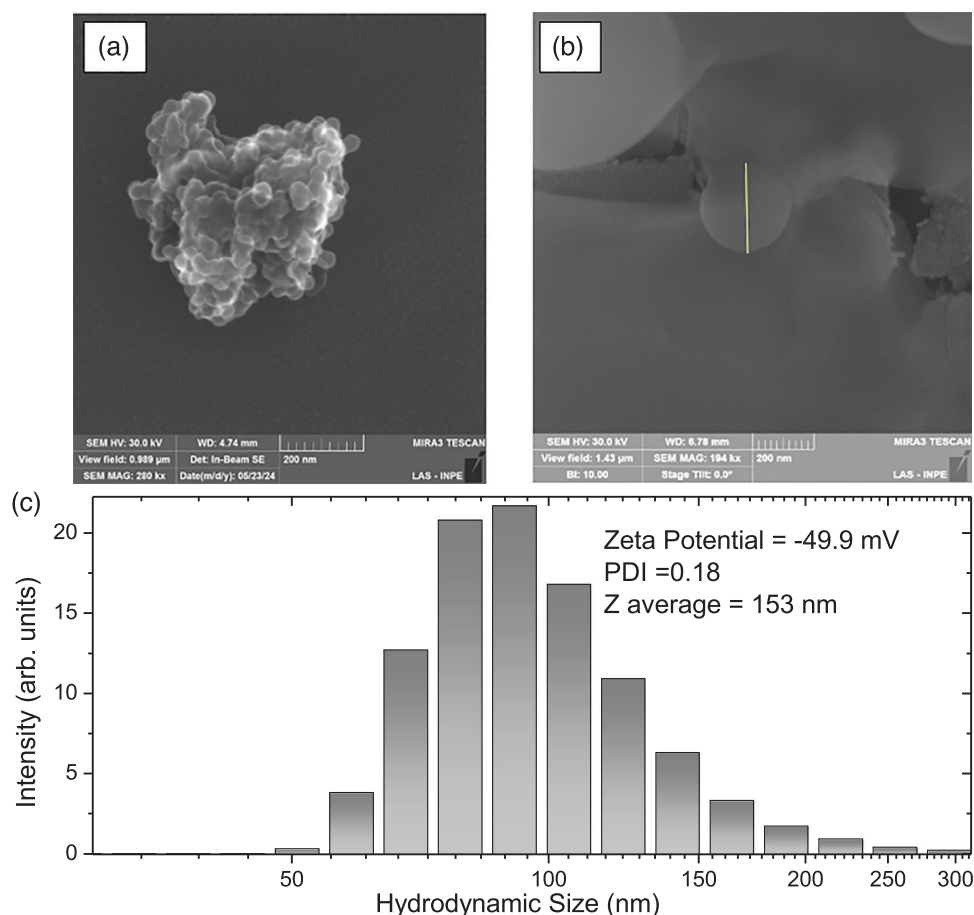 (a)
SEM HV: 30.0 kV WD: 4.74 mm MIRA3 TESCAN
View field: 0.989 µm Det: In-Beam SE 200 nm
SEM MAG: 280 kx Date(m/d/y): 05/23/24 LAS - INPE
(b)
SEM HV: 30.0 kV WD: 6.78 mm MIRA3 TESCAN
View field: 1.43 µm SEM MAG: 194 kx 200 nm
BI: 10.00 Stage Tilt: 0.0° LAS - INPE
(c)
Intensity (arb. units)
20
15
10
5
0
Zeta Potential = -49.9 mV
PDI =0.18
Z average = 153 nm
50 100 150 200 250 300
Hydrodynamic Size (nm)